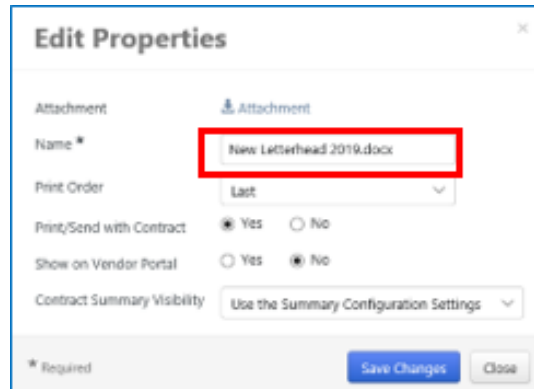 Edit Properties
×
Attachment
Attachment
Name *
New Letterhead 2019.docx
Print Order
Last
Print/Send with Contract
Yes
No
Show on Vendor Portal
Yes
No
Contract Summary Visibility
Use the Summary Configuration Settings
* Required
Save Changes
Close